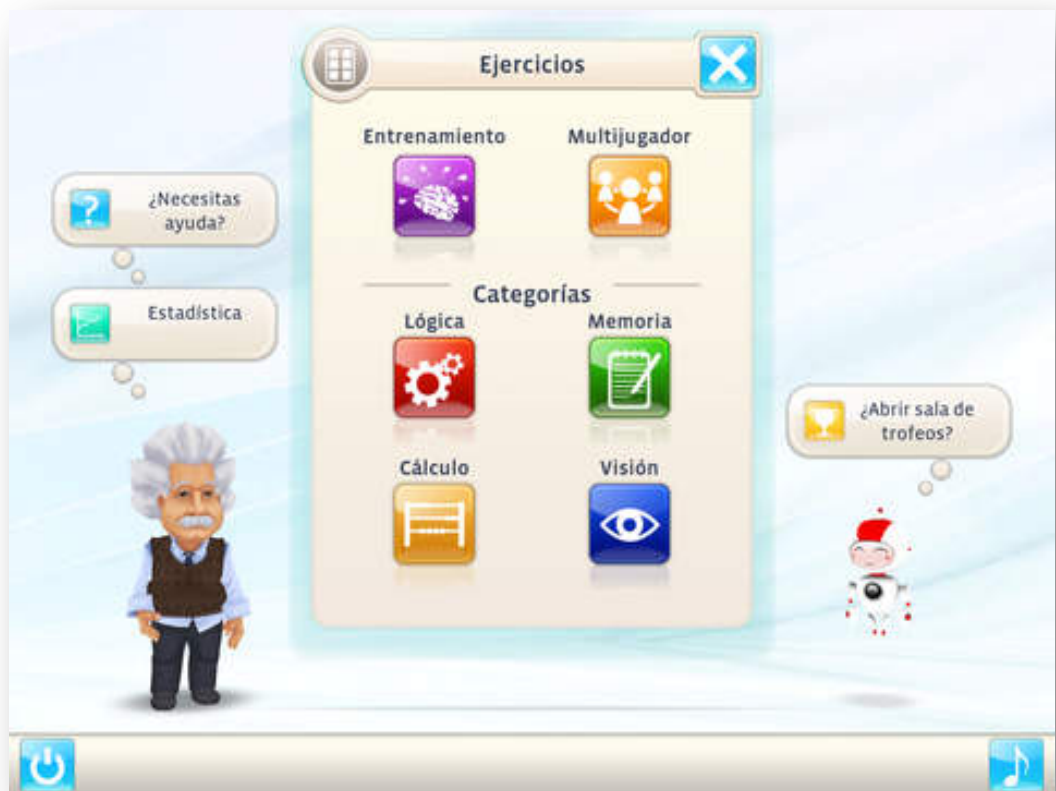 Ejercicios
Entrenamiento
Multijugador
¿Necesitas
ayuda?
Estadística
Categorías
Lógica
Memoria
¿Abrir sala de
trofeos?
Cálculo
Visión